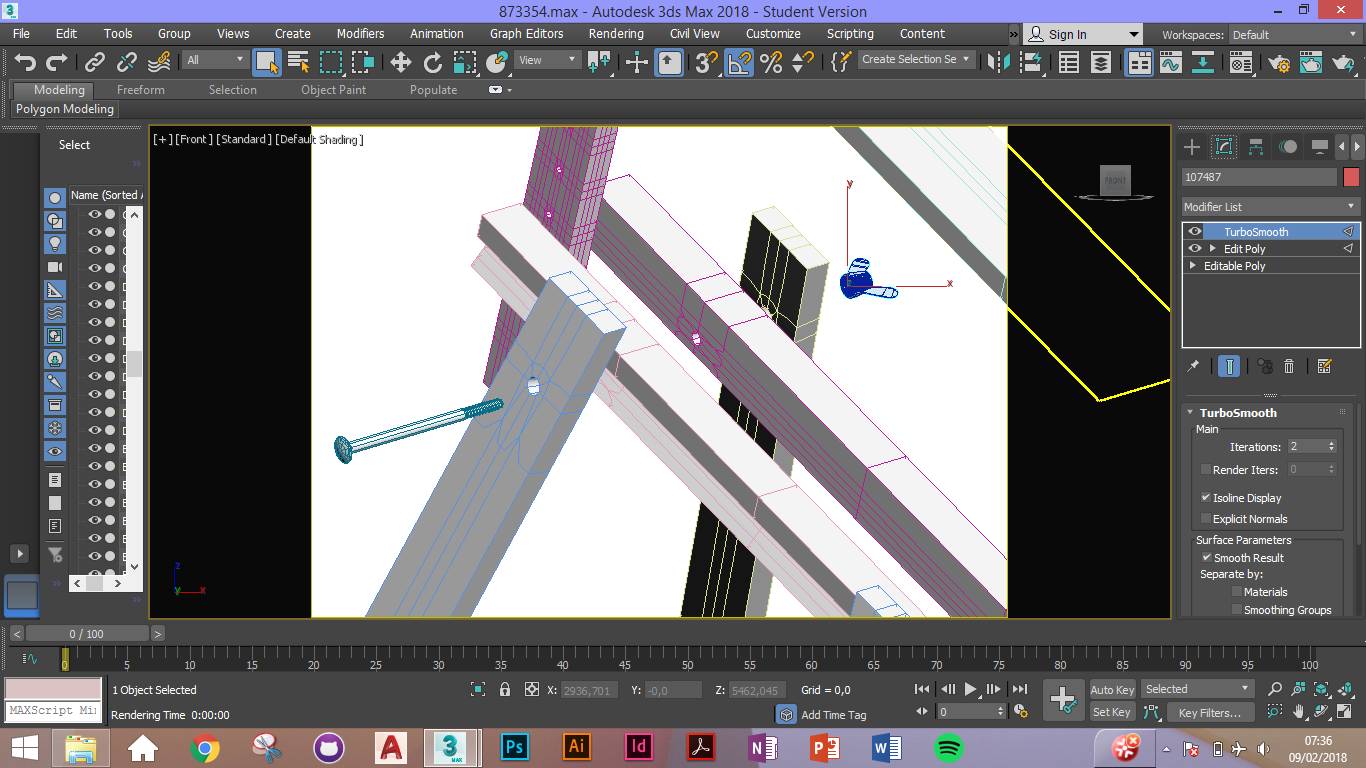 873354.max - Autodesk 3ds Max 2018 - Student Version
File Edit Tools Group Views Create Modifiers Animation Graph Editors Rendering Civil View Customize Scripting Content Sign In Workspaces: Default
All View Create Selection Se
Modeling Freeform Selection Object Paint Populate
Polygon Modeling
Select
Name (Sorted
[+] [Front] [Standard] [Default Shading]
FRONT
107487
Modifier List
TurboSmooth
Edit Poly
Editable Poly
y
x
z
x
TurboSmooth
Main
Iterations: 2
Render Iters: 0
Isoline Display
Explicit Normals
Surface Parameters
Smooth Result
Separate by:
Materials
Smoothing Groups
0 / 100
0 5 10 15 20 25 30 35 40 45 50 55 60 65 70 75 80 85 90 95 100
1 Object Selected X: 2936,701 Y: -0,0 Z: 5462,045 Grid = 0,0 Auto Key Selected
MAXScript Mi
Rendering Time 0:00:00 Add Time Tag 0 Set Key Key Filters...
3 MAX Ps Ai Id N P W
07:36
09/02/2018